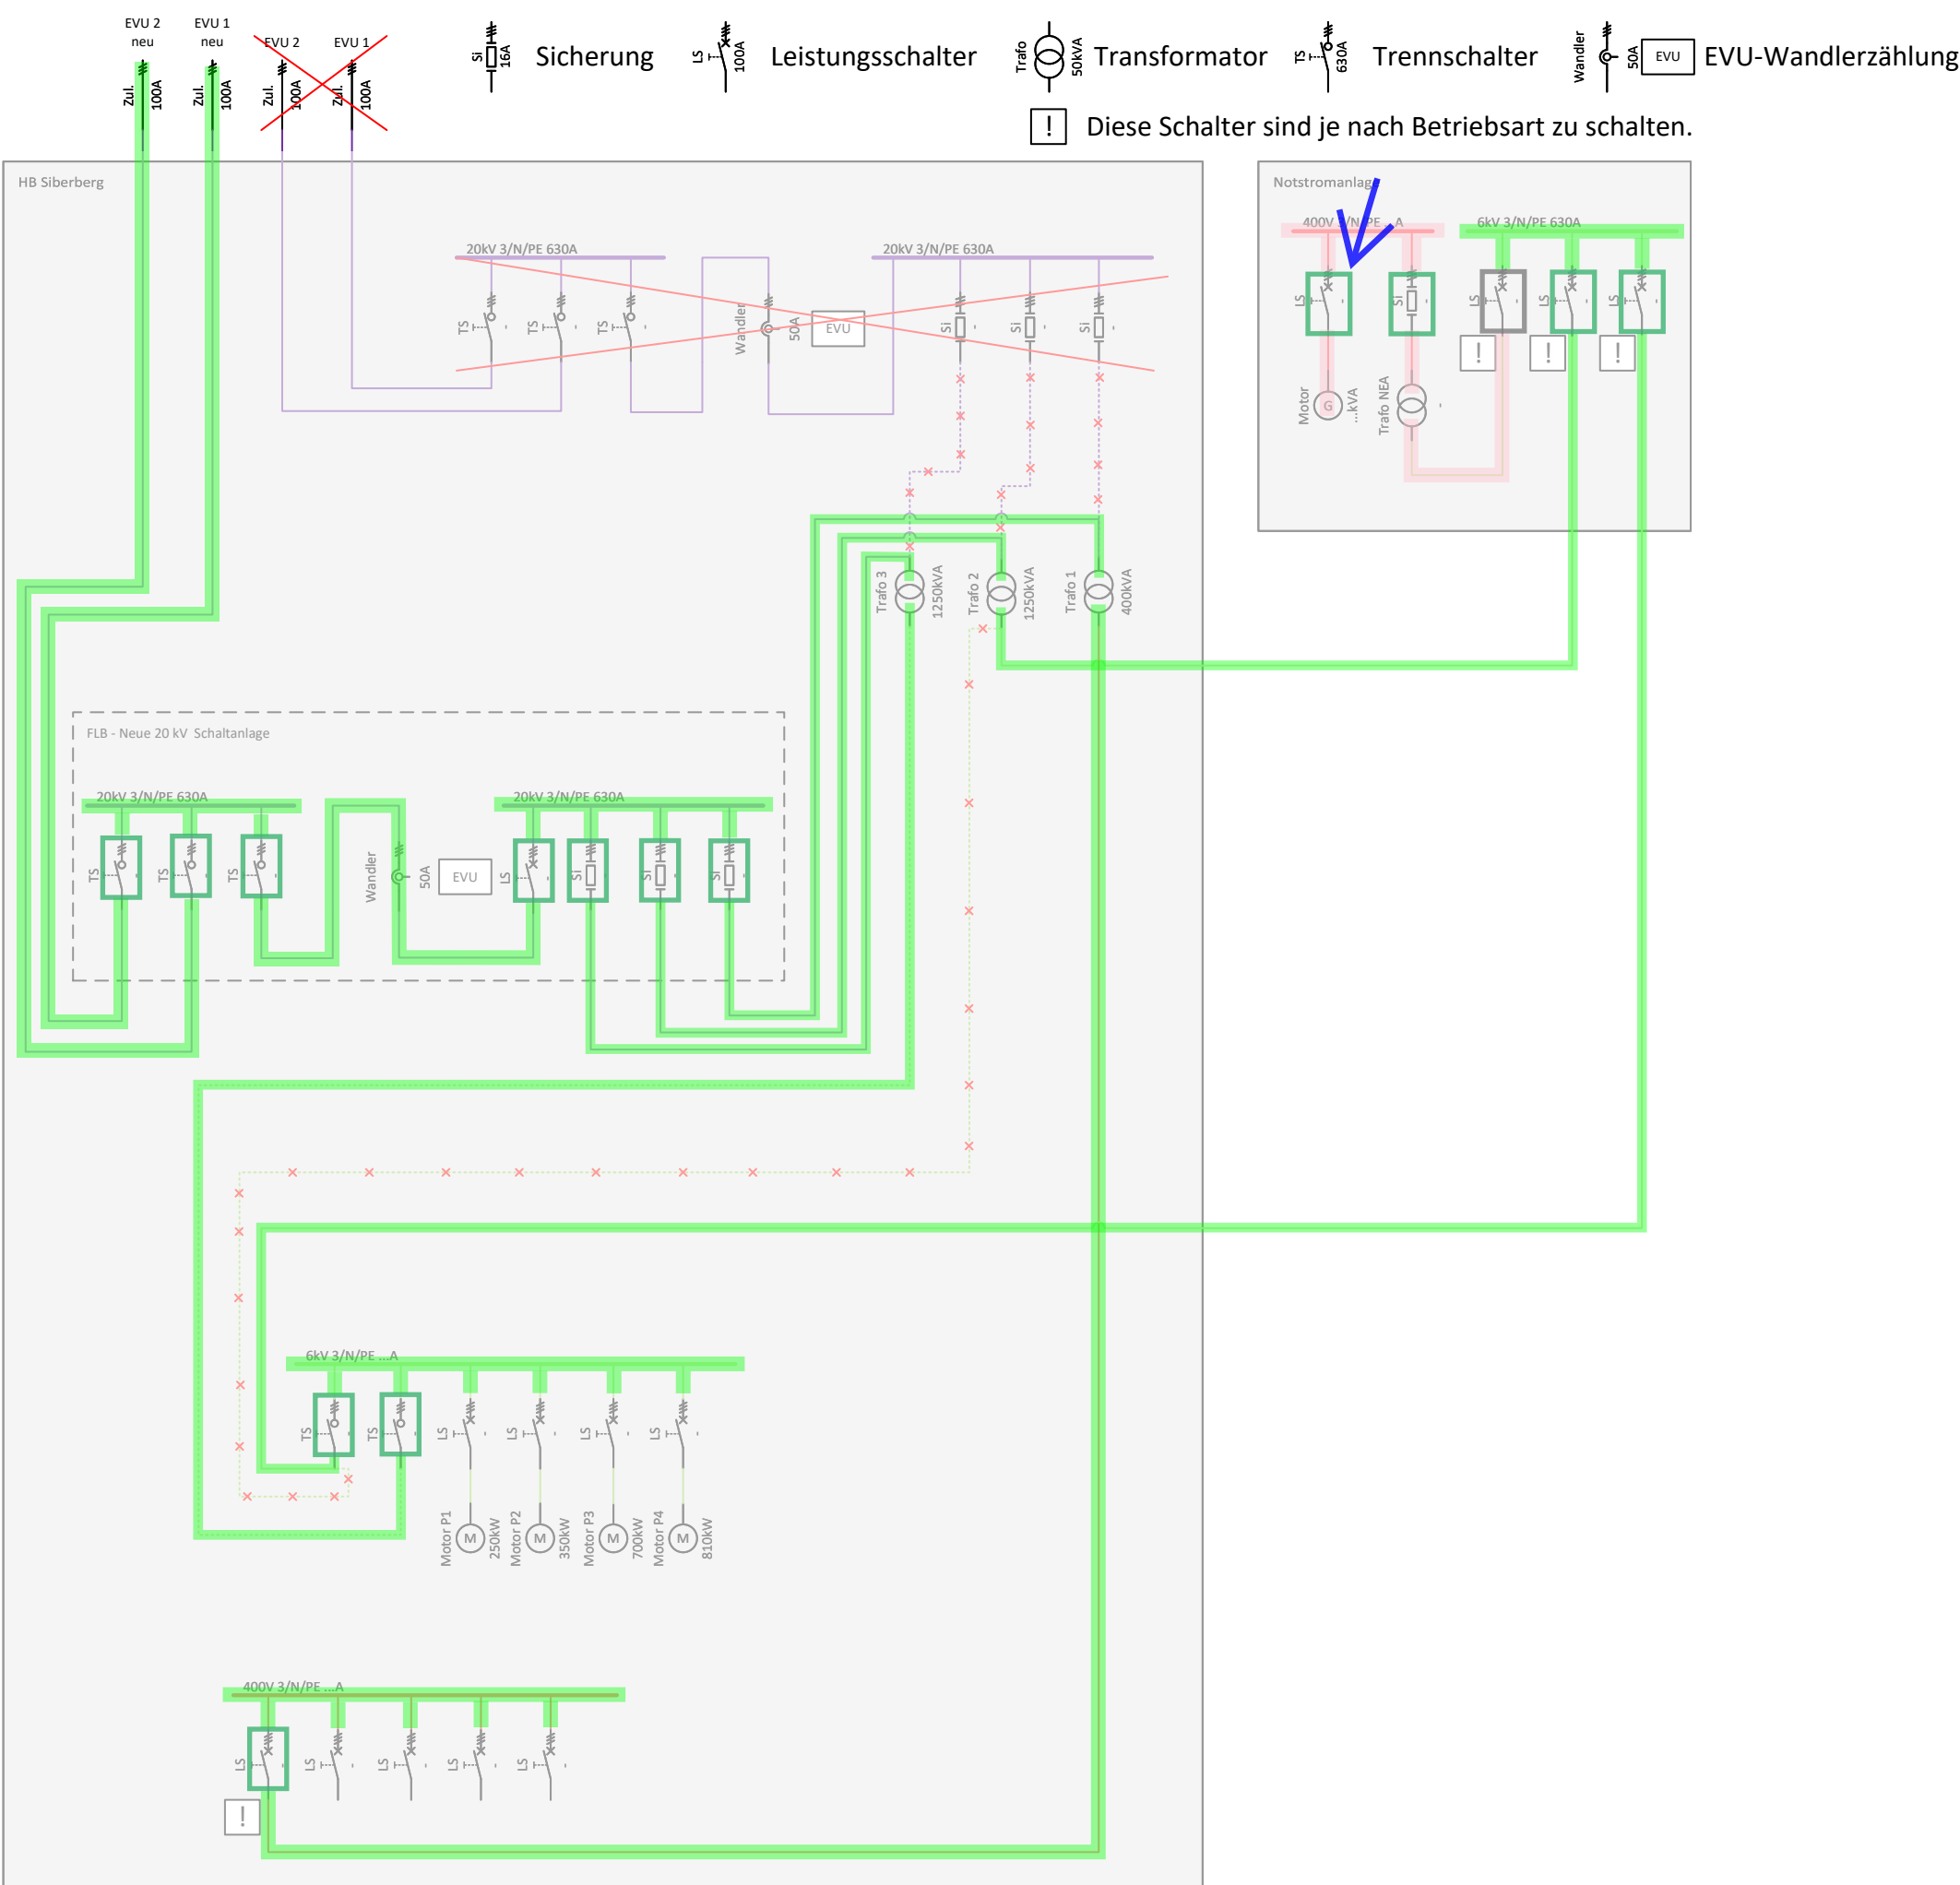 EVU 2
neu
EVU 1
neu
EVU 2
EVU 1
Zul.
100A
Zul.
100A
Zul.
100A
Zul.
100A
Si
16A
Sicherung
LS
100A
Leistungsschalter
Trafo
50kVA
Transformator
TS
630A
Trennschalter
Wandler
50A
EVU
EVU-Wandlerzählung
! Diese Schalter sind je nach Betriebsart zu schalten.
HB Siberberg
20kV 3/N/PE 630A
20kV 3/N/PE 630A
TS
-
TS
-
TS
-
Wandler
50A
EVU
Si
-
Si
-
Si
-
Notstromanlage
400V 3/N/PE ...A
6kV 3/N/PE 630A
LS
-
Si
-
LS
-
LS
-
LS
-
!
!
!
Motor
G
...kVA
Trafo NEA
-
Trafo 3
1250kVA
Trafo 2
1250kVA
Trafo 1
400kVA
FLB - Neue 20 kV Schaltanlage
20kV 3/N/PE 630A
20kV 3/N/PE 630A
TS
-
TS
-
TS
-
Wandler
50A
EVU
LS
-
Si
-
Si
-
Si
-
6kV 3/N/PE ...A
TS
-
TS
-
LS
-
LS
-
LS
-
LS
-
Motor P1
M
250kW
Motor P2
M
350kW
Motor P3
M
700kW
Motor P4
M
810kW
400V 3/N/PE ...A
LS
-
LS
-
LS
-
LS
-
LS
-
!